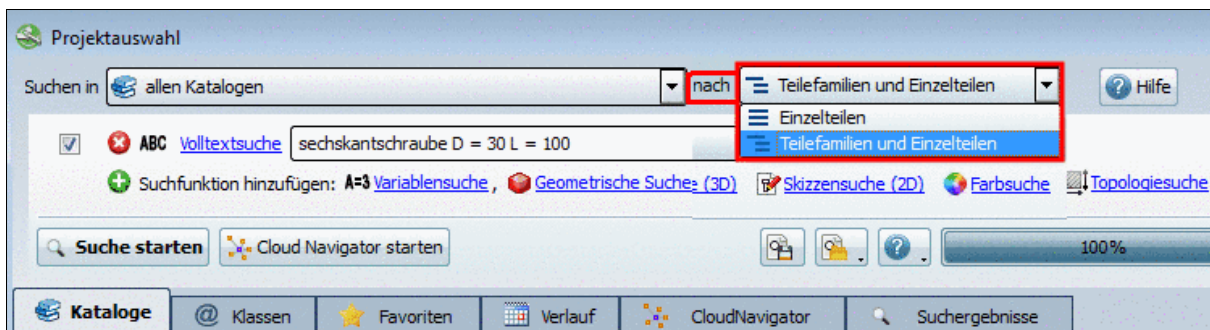 Projektauswahl
Suchen in allen Katalogen nach Teilefamilien und Einzelteilen Hilfe
Einzelteilen
ABC Volltextsuche sechskantschraube D = 30 L = 100 Teilefamilien und Einzelteilen
Suchfunktion hinzufügen: A=3 Variablensuche , Geometrische Suche: (3D) Skizzensuche (2D) Farbsuche Topologiesuche
Suche starten Cloud Navigator starten 100%
Kataloge @ Klassen Favoriten Verlauf CloudNavigator Suchergebnisse